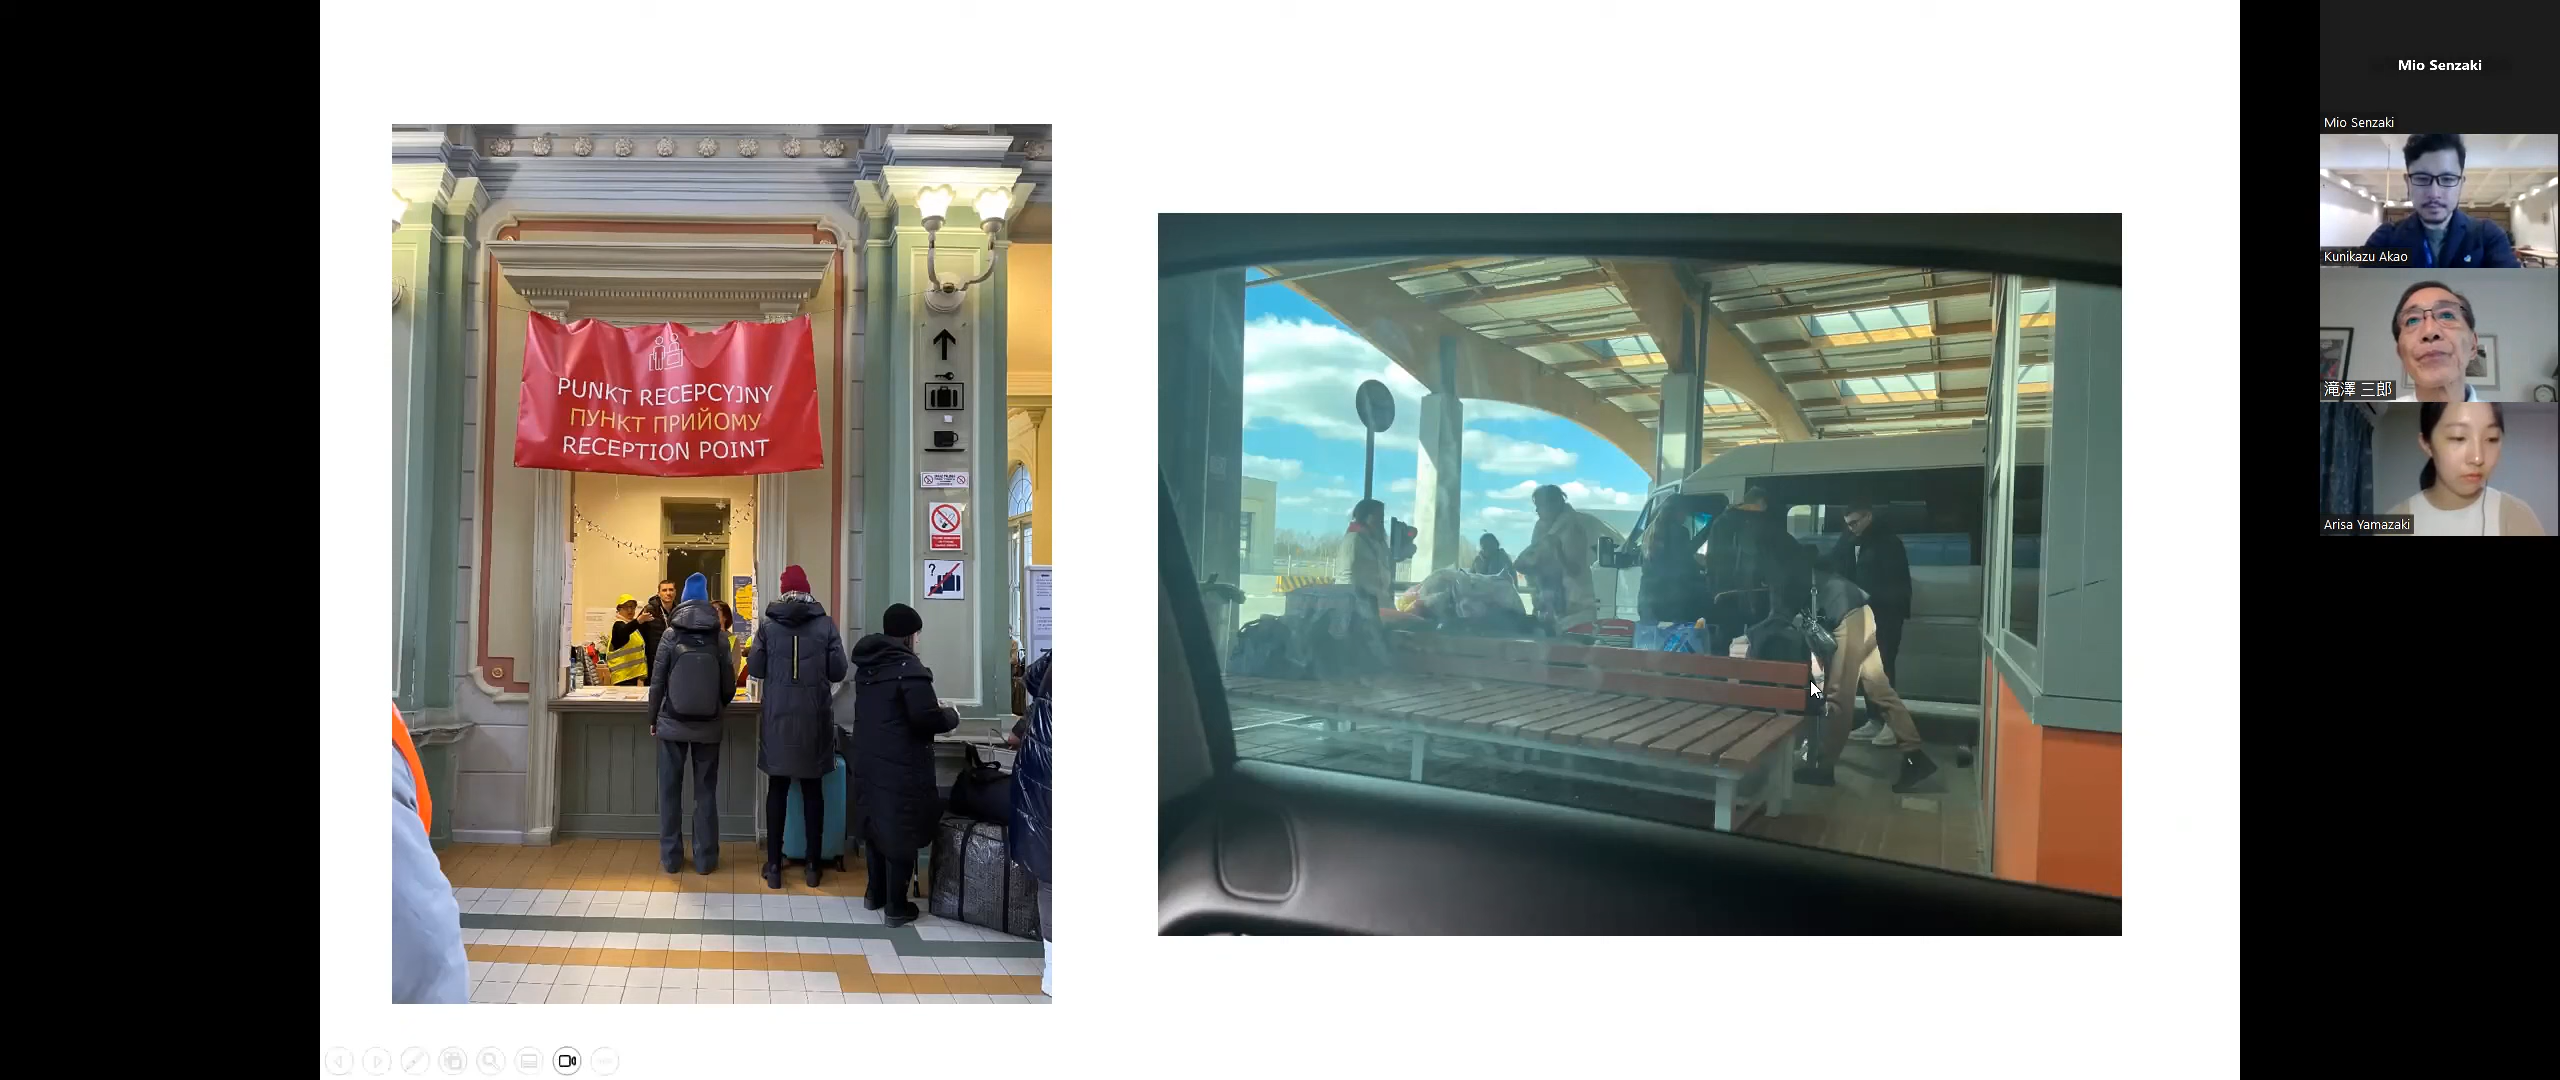 PUNKT RECEPCYJNY
ПУНКТ ПРИЙОМУ
RECEPTION POINT
?
Mio Senzaki
Mio Senzaki
Kunikazu Akao
滝澤 三郎
Arisa Yamazaki